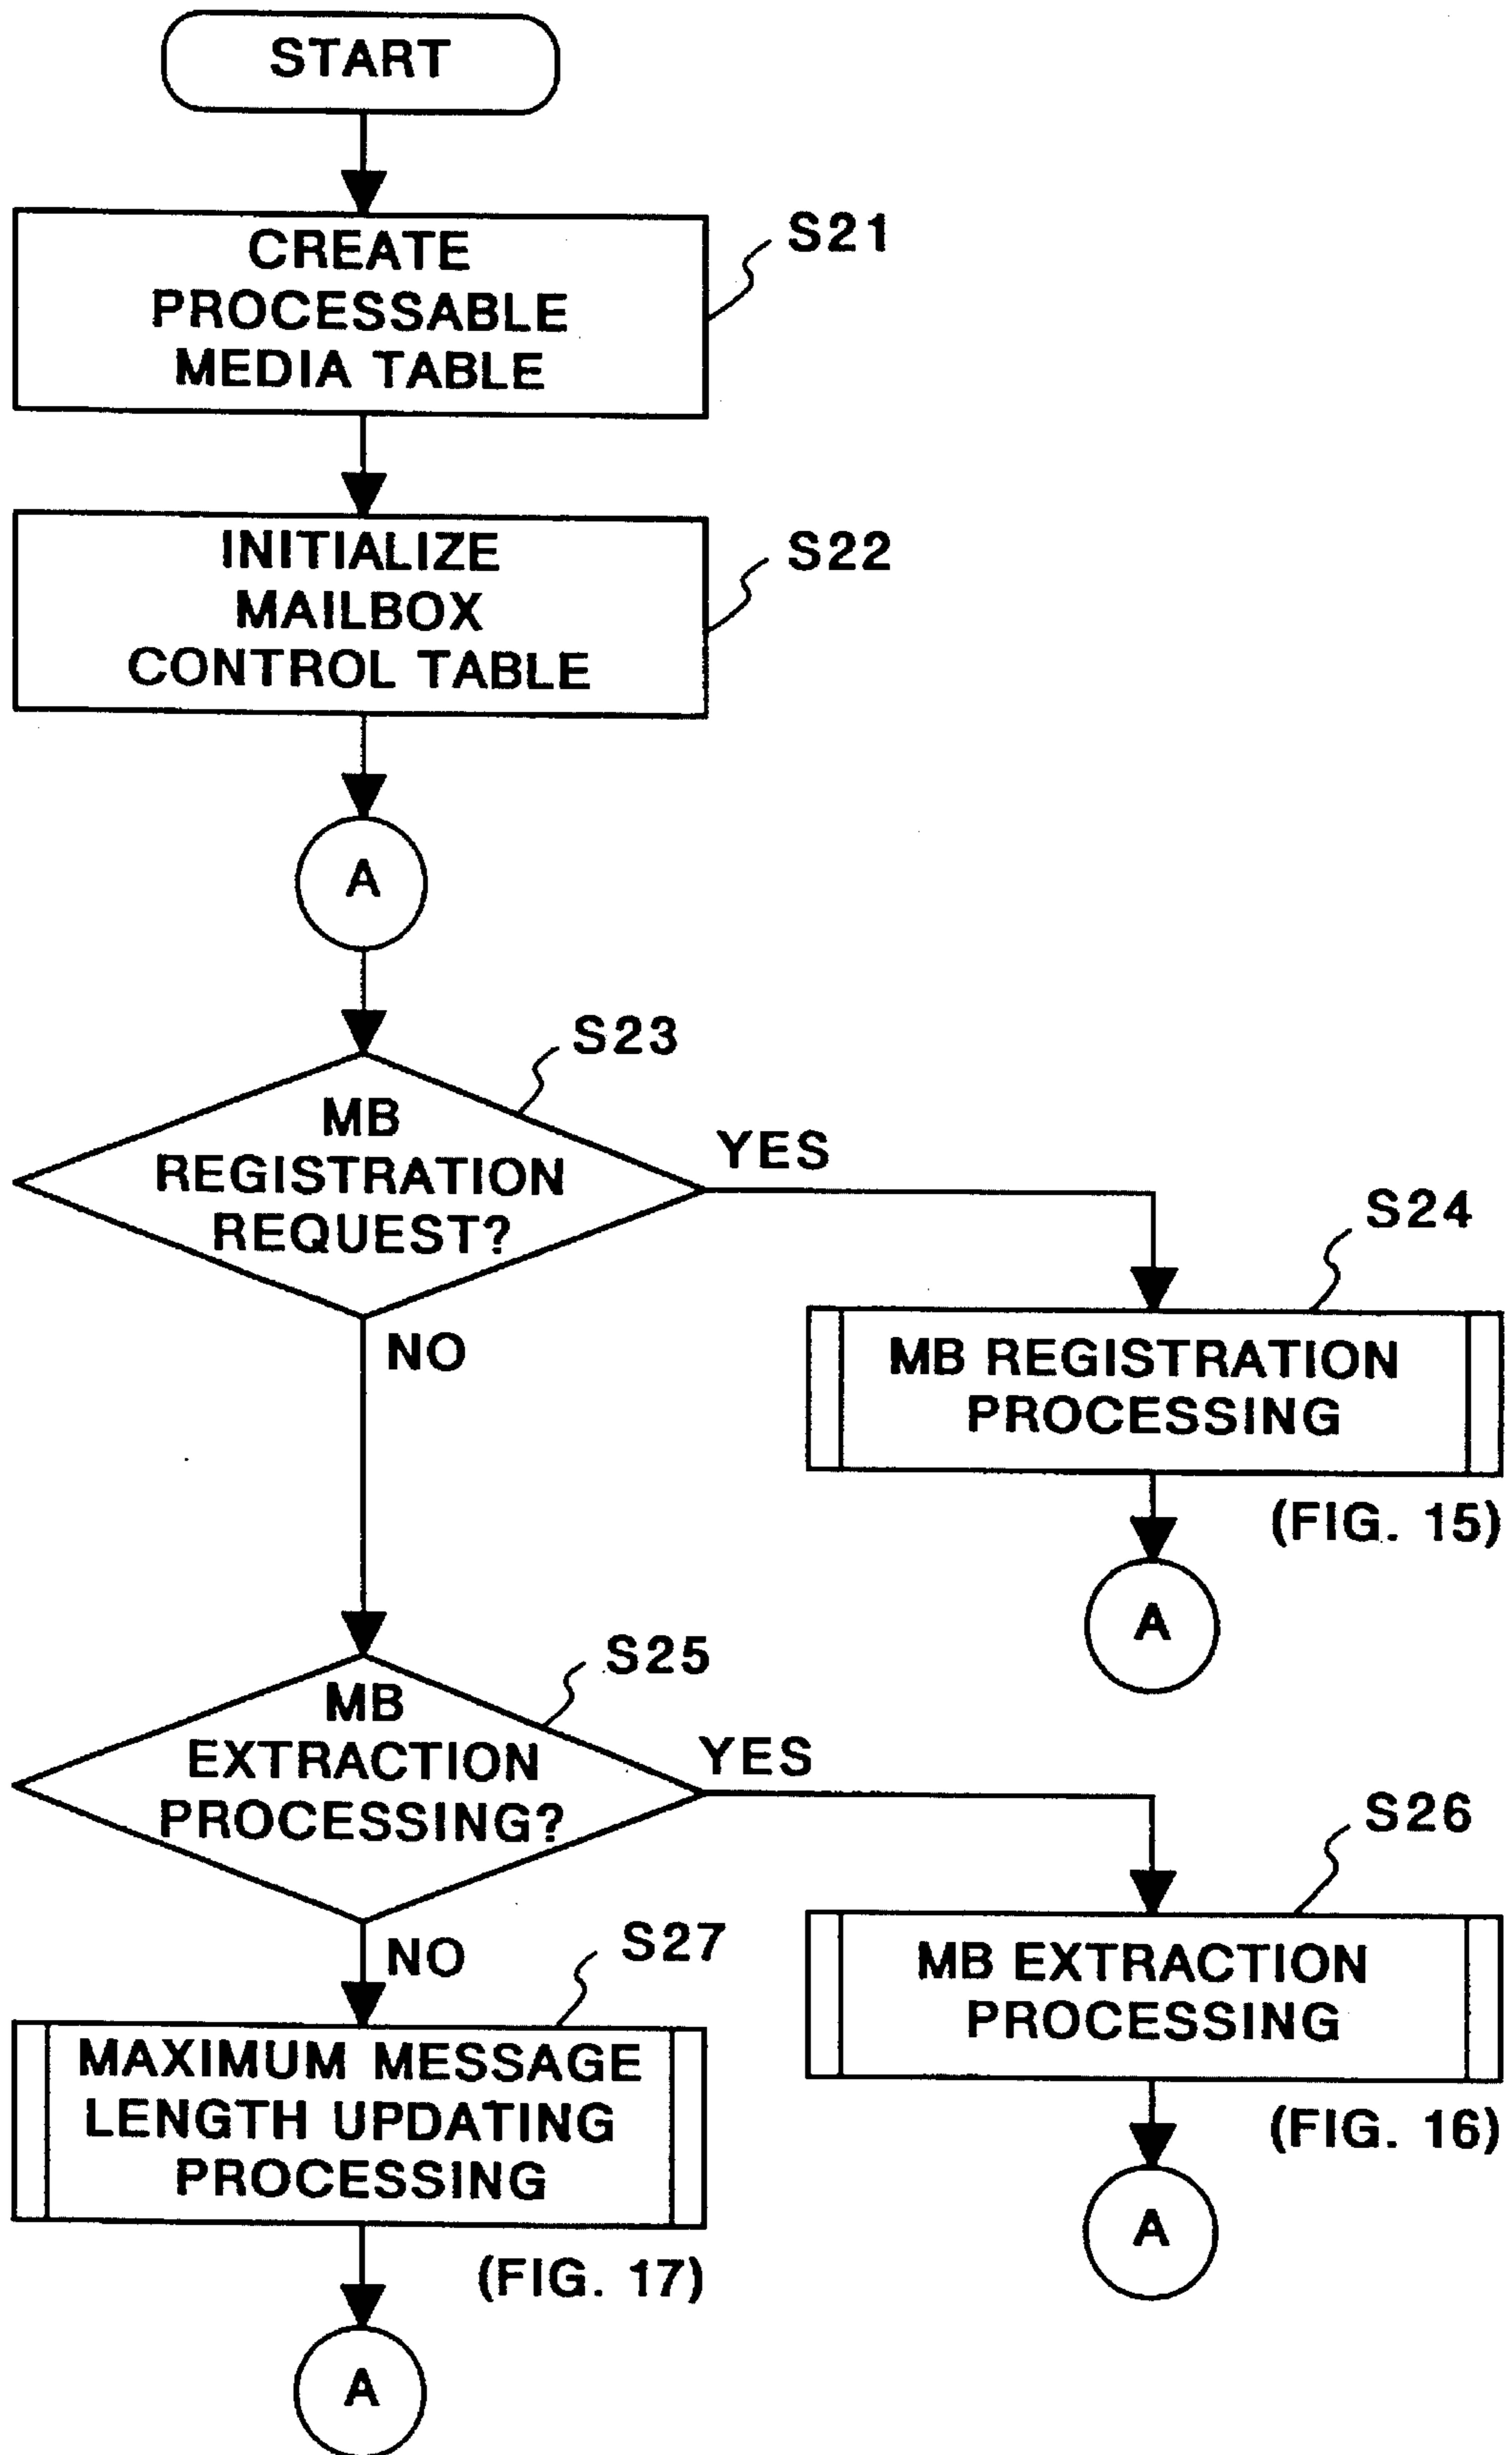 START
CREATE
PROCESSABLE
MEDIA TABLE
S21
INITIALIZE
MAILBOX
CONTROL TABLE
S22
A
S23
MB
REGISTRATION
REQUEST?
YES
NO
S24
MB REGISTRATION
PROCESSING
(FIG. 15)
A
S25
MB
EXTRACTION
PROCESSING?
YES
NO
S26
MB EXTRACTION
PROCESSING
(FIG. 16)
A
S27
MAXIMUM MESSAGE
LENGTH UPDATING
PROCESSING
(FIG. 17)
A